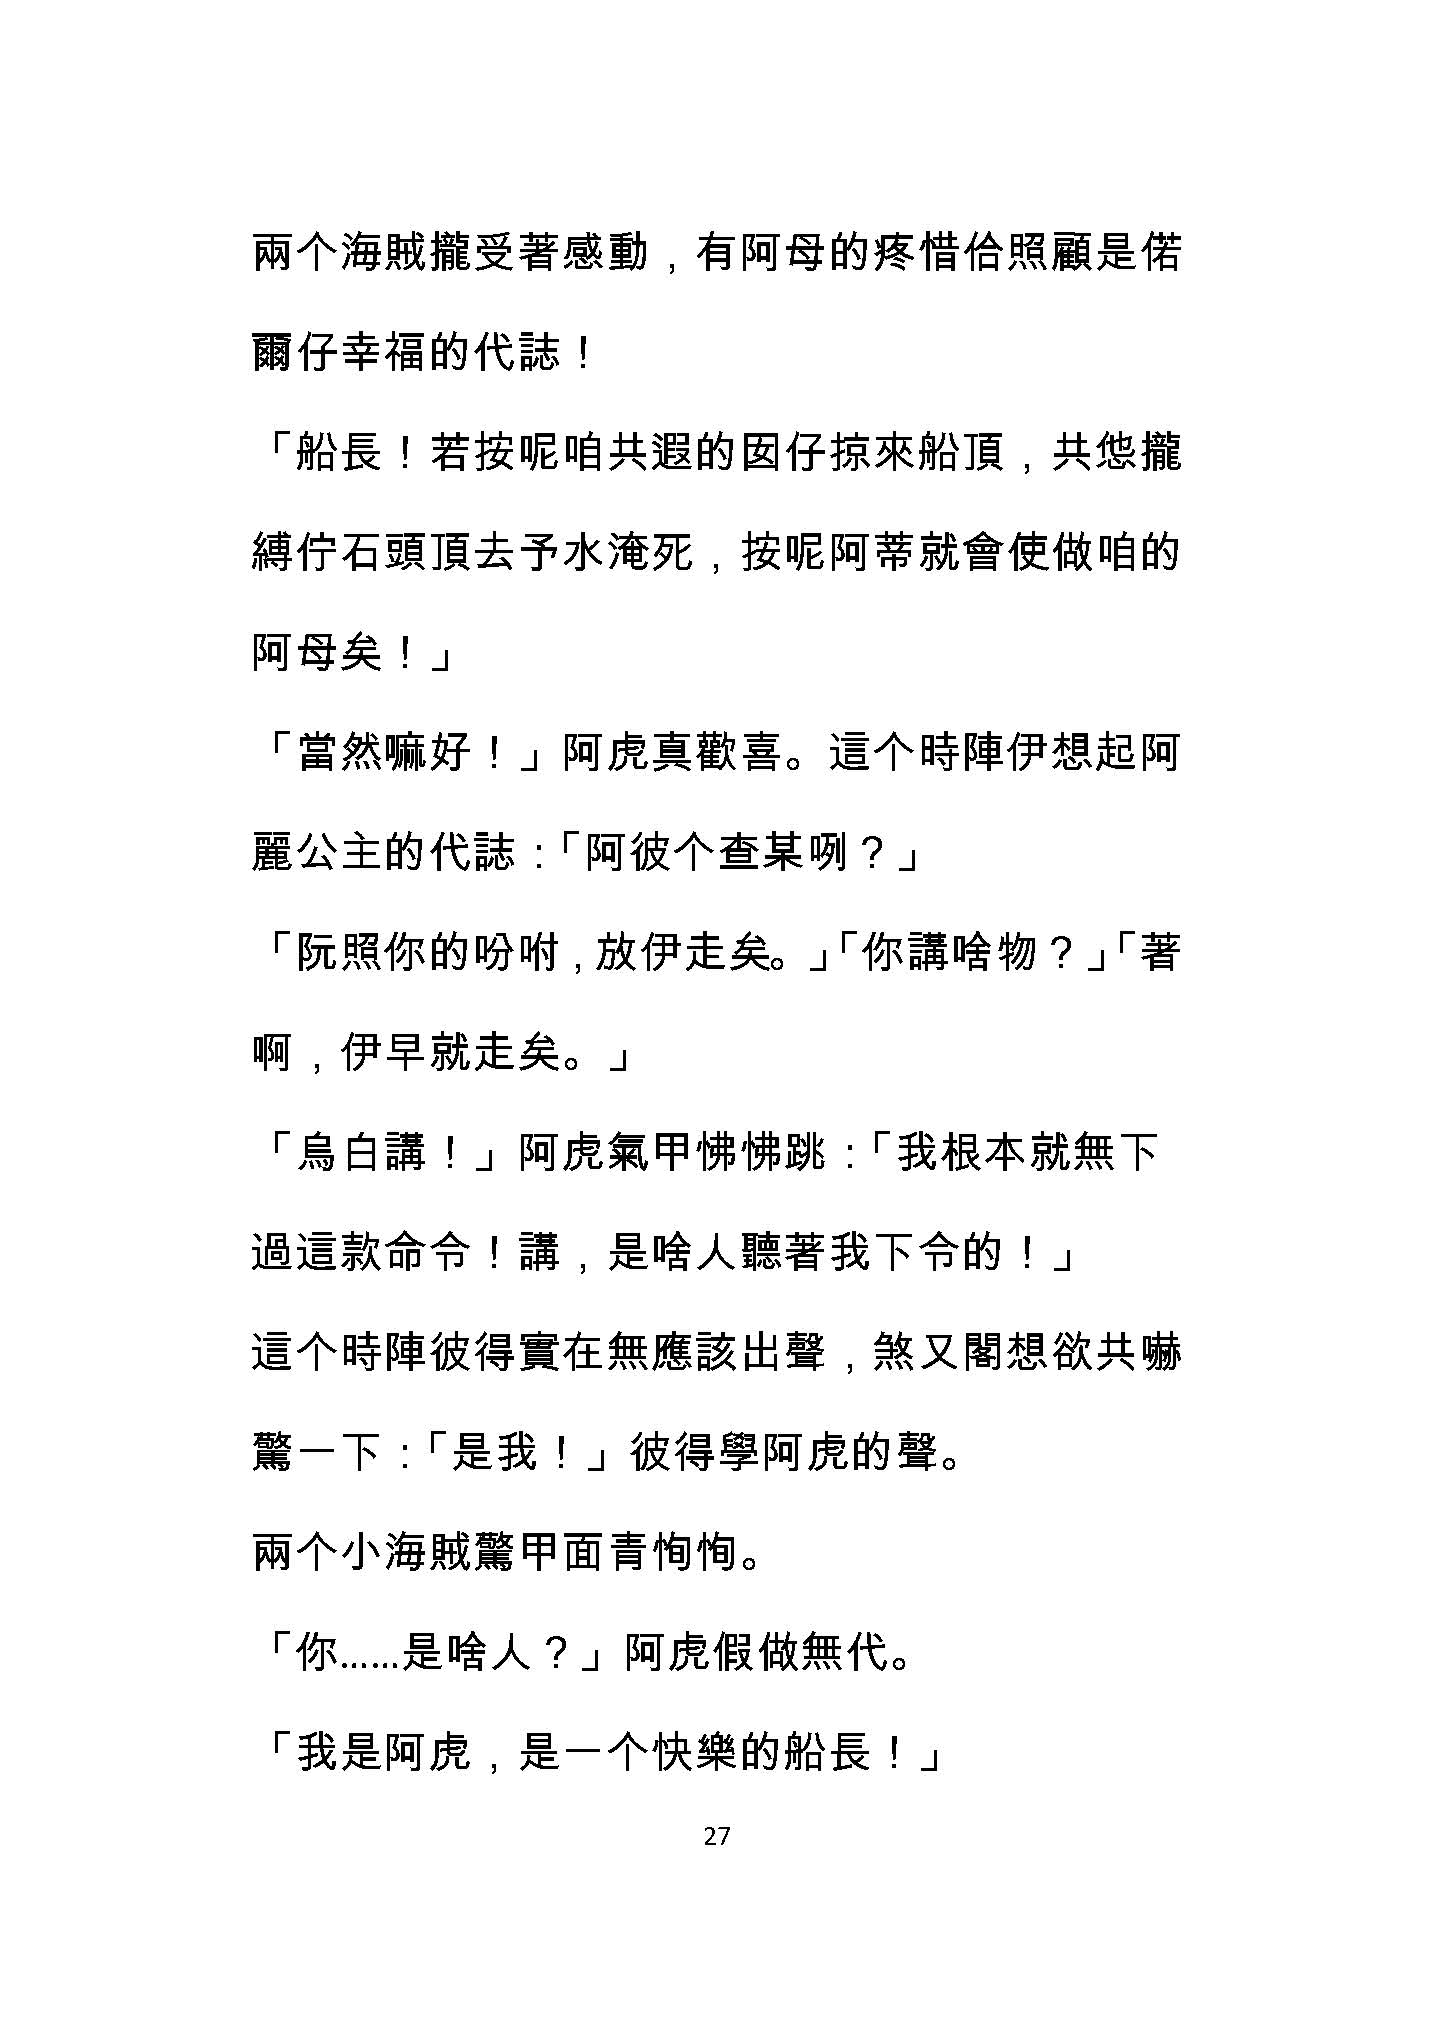 兩个海賊攏受著感動，有阿母的疼惜佮照顧是偌
爾仔幸福的代誌！
「船長！若按呢咱共遐的囡仔掠來船頂，共怹攏
縛佇石頭頂去予水淹死，按呢阿蒂就會使做咱的
阿母矣！」
「當然嘛好！」阿虎真歡喜。這个時陣伊想起阿
麗公主的代誌：「阿彼个查某咧？」
「阮照你的吩咐，放伊走矣。」「你講啥物？」「著
啊，伊早就走矣。」
「烏白講！」阿虎氣甲怫怫跳：「我根本就無下
過這款命令！講，是啥人聽著我下令的！」
這个時陣彼得實在無應該出聲，煞又閣想欲共嚇
驚一下：「是我！」彼得學阿虎的聲。
兩个小海賊驚甲面青恂恂。
「你……是啥人？」阿虎假做無代。
「我是阿虎，是一个快樂的船長！」
27